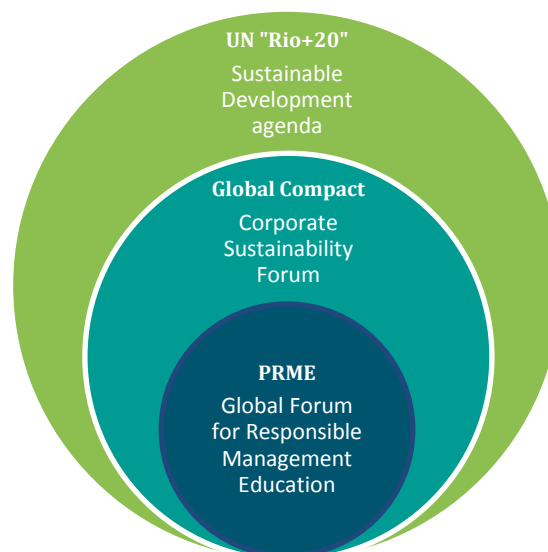 UN "Rio+20"
Sustainable
Development
agenda
Global Compact
Corporate
Sustainability
Forum
PRME
Global Forum
for Responsible
Management
Education